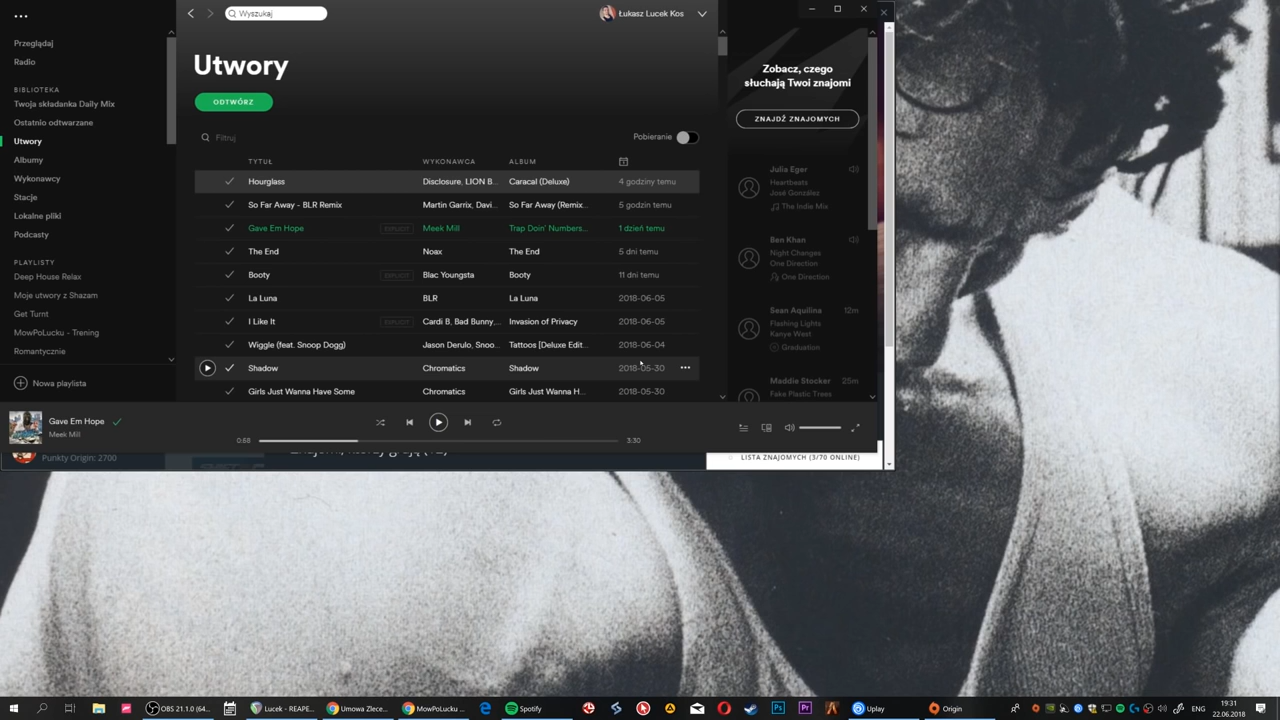 Wyszukaj
Łukasz Lucek Kos
Przeglądaj
Radio
BIBLIOTEKA
Twoja składanka Daily Mix
Ostatnio odtwarzane
Utwory
Albumy
Wykonawcy
Stacje
Lokalne pliki
Podcasty
PLAYLISTY
Deep House Relax
Moje utwory z Shazam
Get Turnt
MowPoLucku - Trening
Romantycznie
Nowa playlista
Utwory
ODTWÓRZ
Filtruj
Pobieranie
TYTUŁ WYKONAWCA ALBUM
Hourglass Disclosure, LION B... Caracal (Deluxe) 4 godziny temu
So Far Away - BLR Remix Martin Garrix, Davi... So Far Away (Remix... 5 godzin temu
Gave Em Hope EXPLICIT Meek Mill Trap Doin' Numbers... 1 dzień temu
The End Noax The End 5 dni temu
Booty EXPLICIT Blac Youngsta Booty 11 dni temu
La Luna BLR La Luna 2018-06-05
I Like It EXPLICIT Cardi B, Bad Bunny,... Invasion of Privacy 2018-06-05
Wiggle (feat. Snoop Dogg) Jason Derulo, Snoo... Tattoos [Deluxe Edit... 2018-06-04
Shadow Chromatics Shadow 2018-05-30
Girls Just Wanna Have Some Chromatics Girls Just Wanna H... 2018-05-30
Zobacz, czego
słuchają Twoi znajomi
ZNAJDŹ ZNAJOMYCH
Julia Eger
Heartbeats
José González
The Indie Mix
Ben Khan
Night Changes
One Direction
One Direction
Sean Aquilina 12m
Flashing Lights
Kanye West
Graduation
Maddie Stocker 25m
Fake Plastic Trees
Gave Em Hope
Meek Mill
0:58 3:30
Punkty Origin: 2700
LISTA ZNAJOMYCH (3/70 ONLINE)
OBS 21.1.0 (64... Lucek - REAPE... Umowa Zlece... MowPoLucku ... Spotify Uplay Origin ENG
19:31
22.06.2018